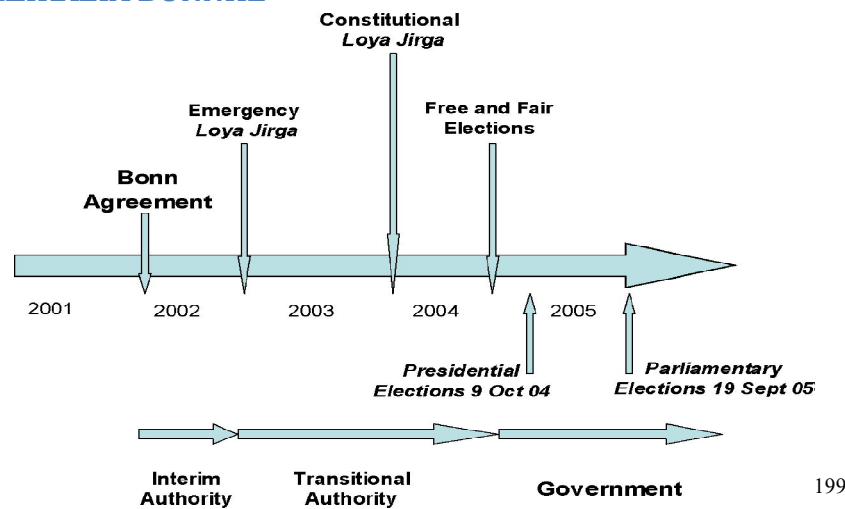 Constitutional
Loya Jirga
Emergency
Loya Jirga
Free and Fair
Elections
Bonn
Agreement
2001
2002
2003
2004
2005
Presidential
Elections 9 Oct 04
Parliamentary
Elections 19 Sept 05
Interim
Authority
Transitional
Authority
Government
199